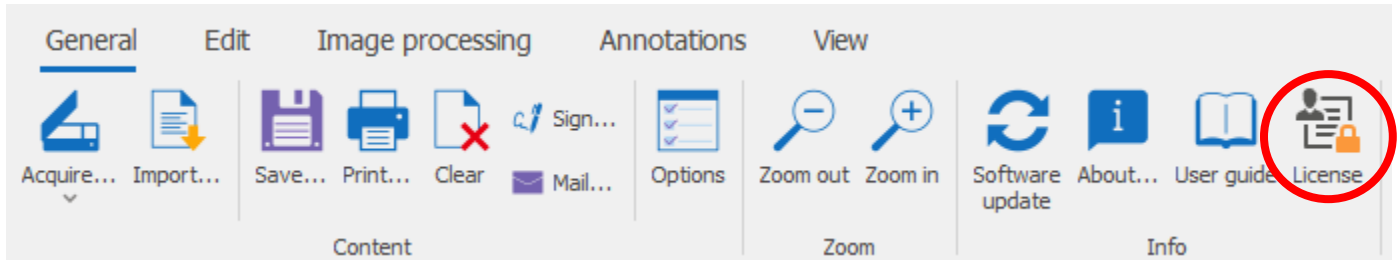 General Edit Image processing Annotations View
Sign...
Acquire... Import... Save... Print... Clear Mail... Options Zoom out Zoom in Software update About... User guide License
Content Zoom Info